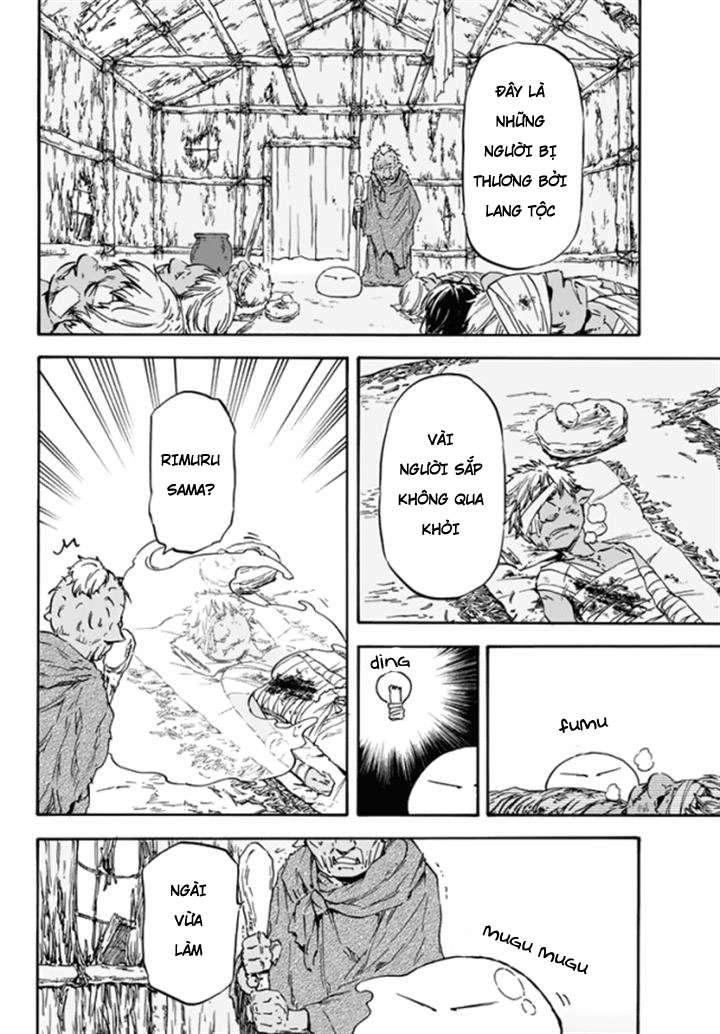 ĐÂY LÀ
NHỮNG
NGƯỜI BỊ
THƯƠNG BỞI
LANG TỘC
VÀI
NGƯỜI SẮP
KHÔNG QUA
KHỎI
RIMURU
SAMA?
ding
fumu
NGÀI
VỪA
LÀM
MUGU MUGU